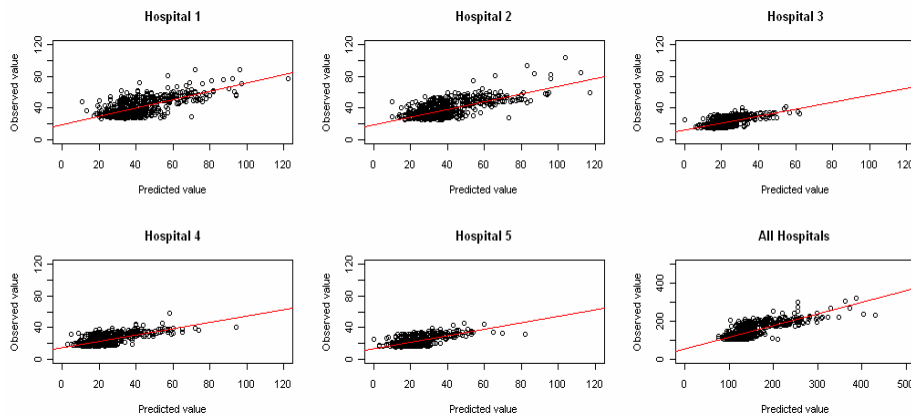 Hospital 1
Hospital 2
Hospital 3
Observed value
0 40 80 120
0 20 40 60 80 100 120
Predicted value
Observed value
0 40 80 120
0 20 40 60 80 100 120
Predicted value
Observed value
0 40 80 120
0 20 40 60 80 100 120
Predicted value
Hospital 4
Hospital 5
All Hospitals
Observed value
0 40 80 120
0 20 40 60 80 100 120
Predicted value
Observed value
0 40 80 120
0 20 40 60 80 100 120
Predicted value
Observed value
0 200 400
0 100 200 300 400 500
Predicted value